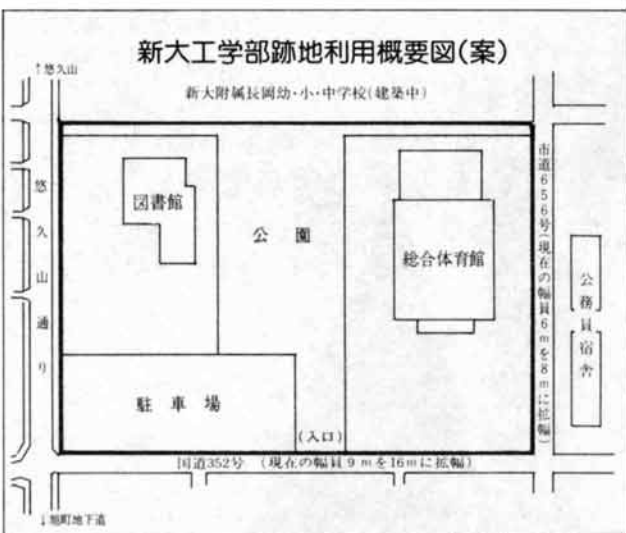 新大工学部跡地利用概要図(案)
↑悠久山
新大附属長岡幼・小・中学校(建築中)
悠久山通り
図書館
公園
総合体育館
市道656号(現在の幅員6mを8mに拡幅)
公務員宿舎
駐車場
(入口)
国道352号 (現在の幅員9mを16mに拡幅)
↓旭町地下道